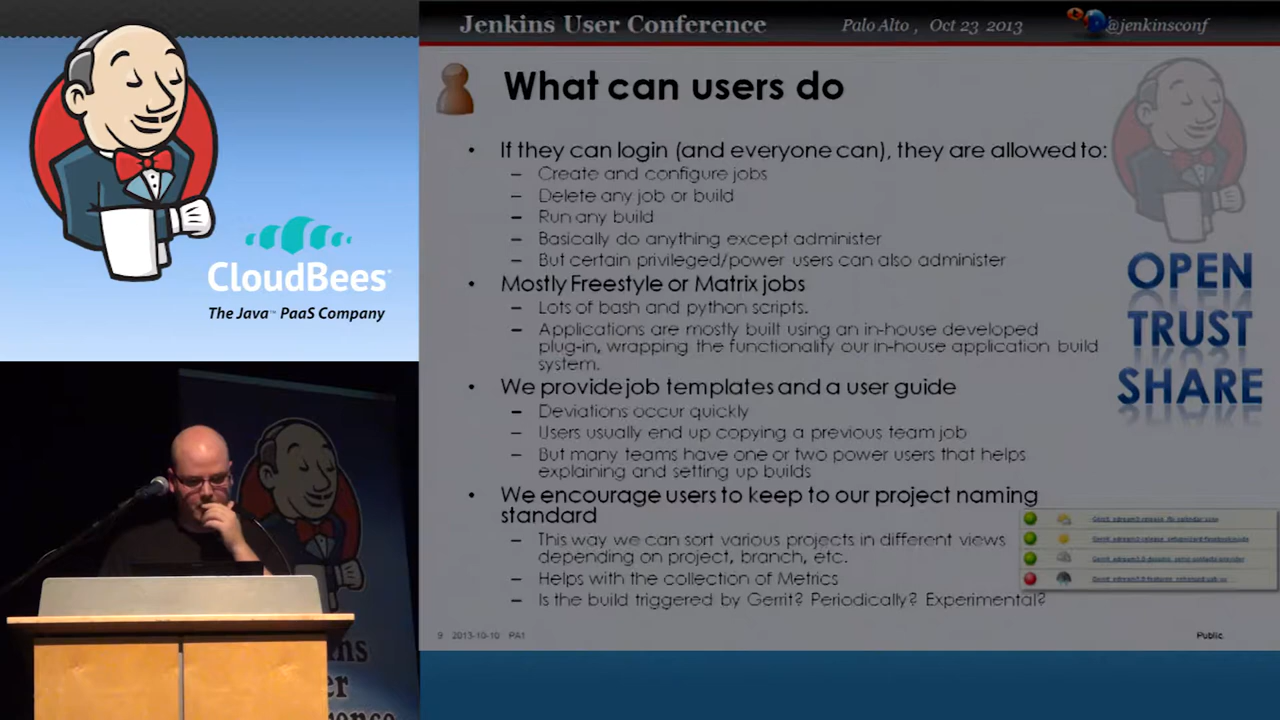 Jenkins User Conference
Palo Alto , Oct 23 2013
@jenkinsconf
CloudBees
The Java™ PaaS Company
What can users do
• If they can login (and everyone can), they are allowed to:
– Create and configure jobs
– Delete any job or build
– Run any build
– Basically do anything except administer
– But certain privileged/power users can also administer
• Mostly Freestyle or Matrix jobs
– Lots of bash and python scripts.
– Applications are mostly built using an in-house developed
plug-in, wrapping the functionality our in-house application build
system.
• We provide job templates and a user guide
– Deviations occur quickly
– Users usually end up copying a previous team job
– But many teams have one or two power users that helps
explaining and setting up builds
• We encourage users to keep to our project naming
standard
– This way we can sort various projects in different views
depending on project, branch, etc.
– Helps with the collection of Metrics
– Is the build triggered by Gerrit? Periodically? Experimental?
OPEN
TRUST
SHARE
9 2013-10-10 PA1
Public